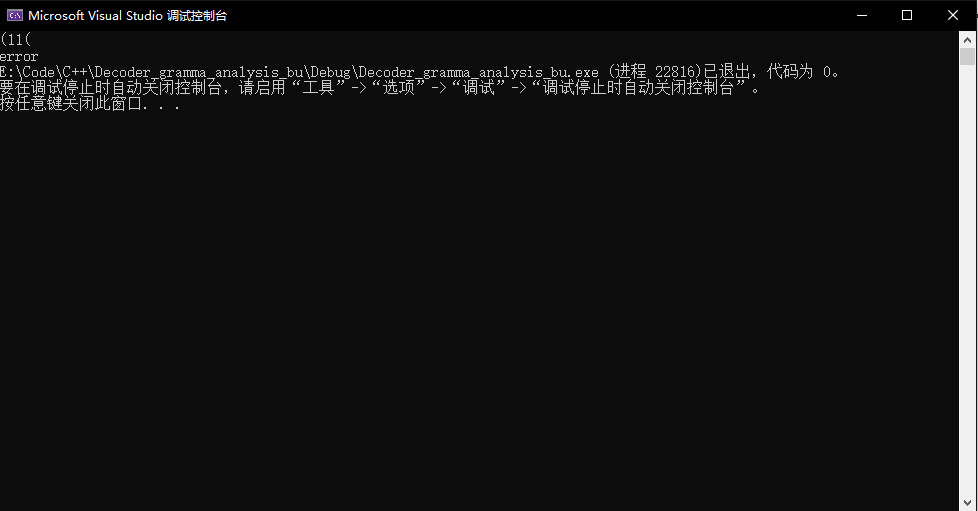 Microsoft Visual Studio 调试控制台
(11(
error
E:\Code\C++\Decoder_gramma_analysis_bu\Debug\Decoder_gramma_analysis_bu.exe (进程 22816)已退出，代码为 0。
要在调试停止时自动关闭控制台，请启用“工具”->“选项”->“调试”->“调试停止时自动关闭控制台”。
按任意键关闭此窗口. . .